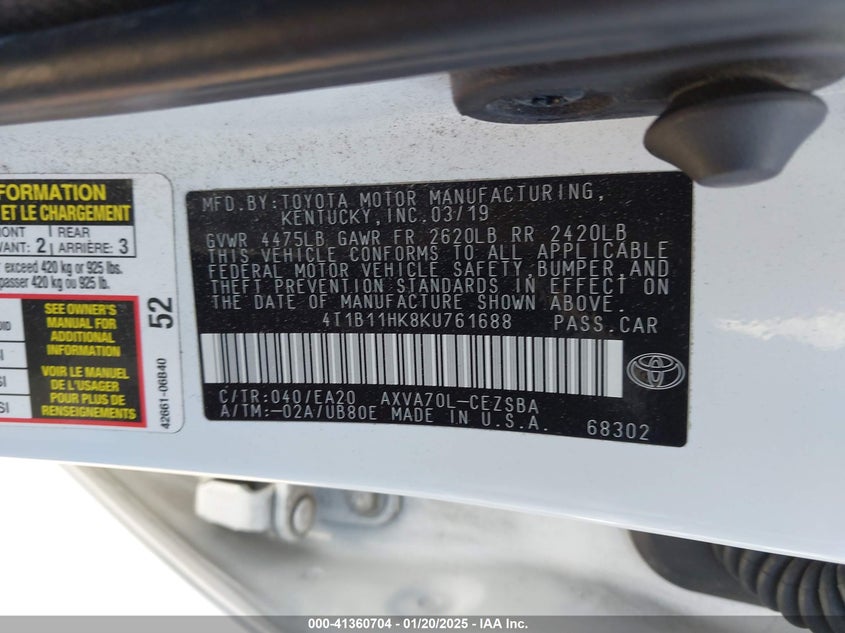 FORMATION
ET LE CHARGEMENT
REAR
2 ARRIÈRE: 3
exceed 420 kg or 925 lbs.
passer 420 kg ou 925 lb.
SEE OWNER'S
MANUAL FOR
ADDITIONAL
INFORMATION
VOIR LE MANUEL
DE L'USAGER
POUR PLUS DE
RENSEIGNEMENTS
52
42661-06B40
MFD.BY:TOYOTA MOTOR MANUFACTURING,
KENTUCKY,INC.03/19
GVWR 4475LB GAWR FR 2620LB RR 2420LB
THIS VEHICLE CONFORMS TO ALL APPLICABLE
FEDERAL MOTOR VEHICLE SAFETY,BUMPER,AND
THEFT PREVENTION STANDARDS IN EFFECT ON
THE DATE OF MANUFACTURE SHOWN ABOVE.
4T1B11HK8KU761688 PASS.CAR
C/TR:040/EA20 AXVA70L-CEZSBA
A/TM:-02A/UB80E MADE IN U.S.A.
68302
000-41360704 - 01/20/2025 - IAA Inc.